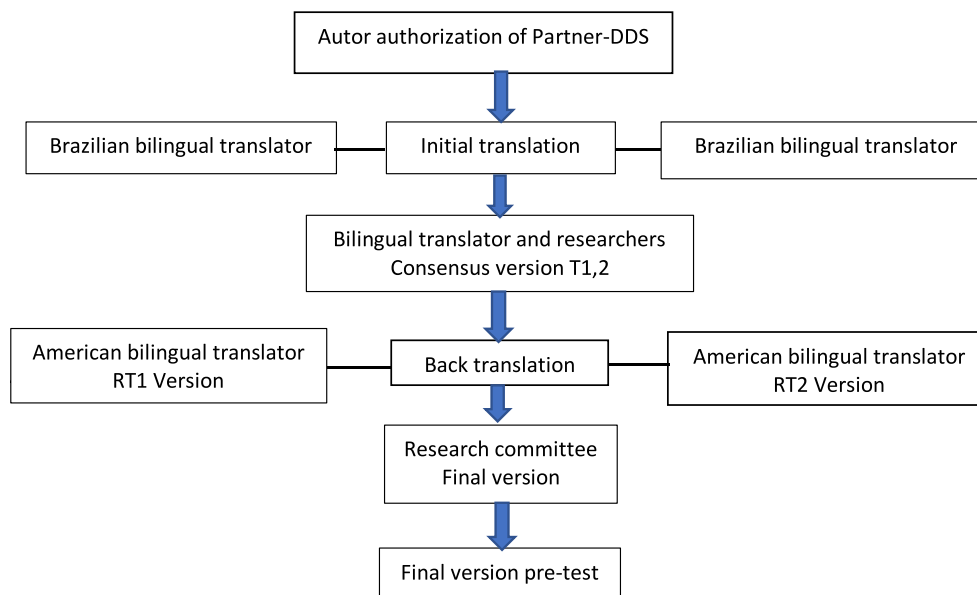 Autor authorization of Partner-DDS
Brazilian bilingual translator
Initial translation
Brazilian bilingual translator
Bilingual translator and researchers
Consensus version T1,2
American bilingual translator
RT1 Version
Back translation
American bilingual translator
RT2 Version
Research committee
Final version
Final version pre-test